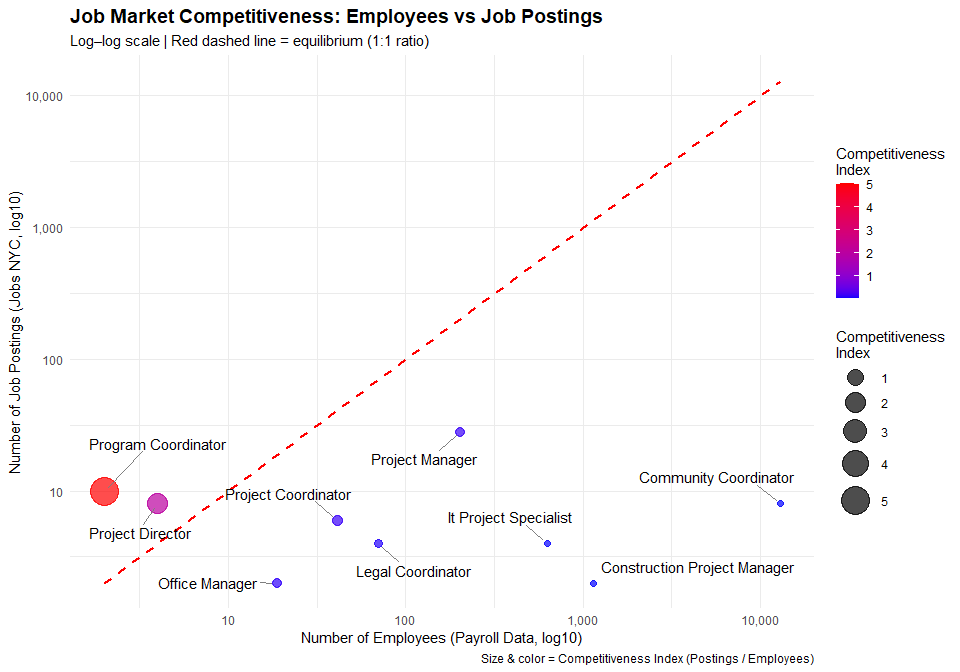 Job Market Competitiveness: Employees vs Job Postings
Log–log scale | Red dashed line = equilibrium (1:1 ratio)
Number of Job Postings (Jobs NYC, log10)
10,000
1,000
100
10
Program Coordinator
Project Director
Project Coordinator
Office Manager
Legal Coordinator
Project Manager
It Project Specialist
Community Coordinator
Construction Project Manager
10
100
1,000
10,000
Number of Employees (Payroll Data, log10)
Size & color = Competitiveness Index (Postings / Employees)
Competitiveness
Index
5
4
3
2
1
Competitiveness
Index
1
2
3
4
5